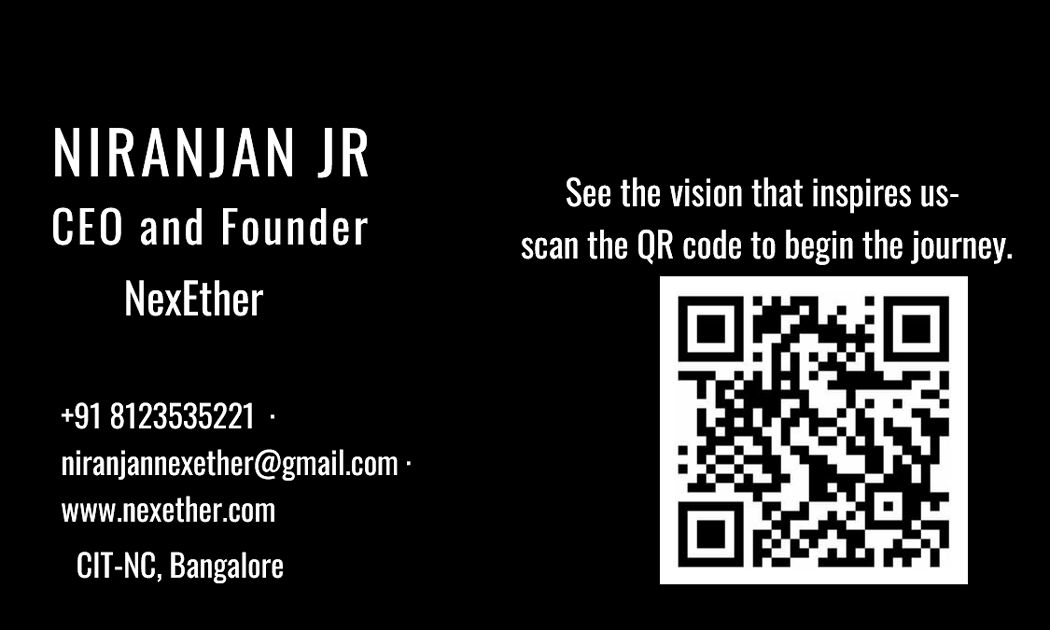 NIRANJAN JR
CEO and Founder
NexEther
+91 8123535221 ·
niranjannexether@gmail.com ·
www.nexether.com
CIT-NC, Bangalore
See the vision that inspires us-
scan the QR code to begin the journey.